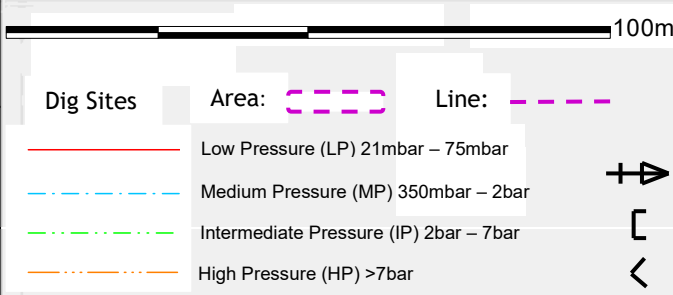 100m
Dig Sites Area: Line:
Low Pressure (LP) 21mbar – 75mbar
Medium Pressure (MP) 350mbar – 2bar
Intermediate Pressure (IP) 2bar – 7bar
High Pressure (HP) >7bar